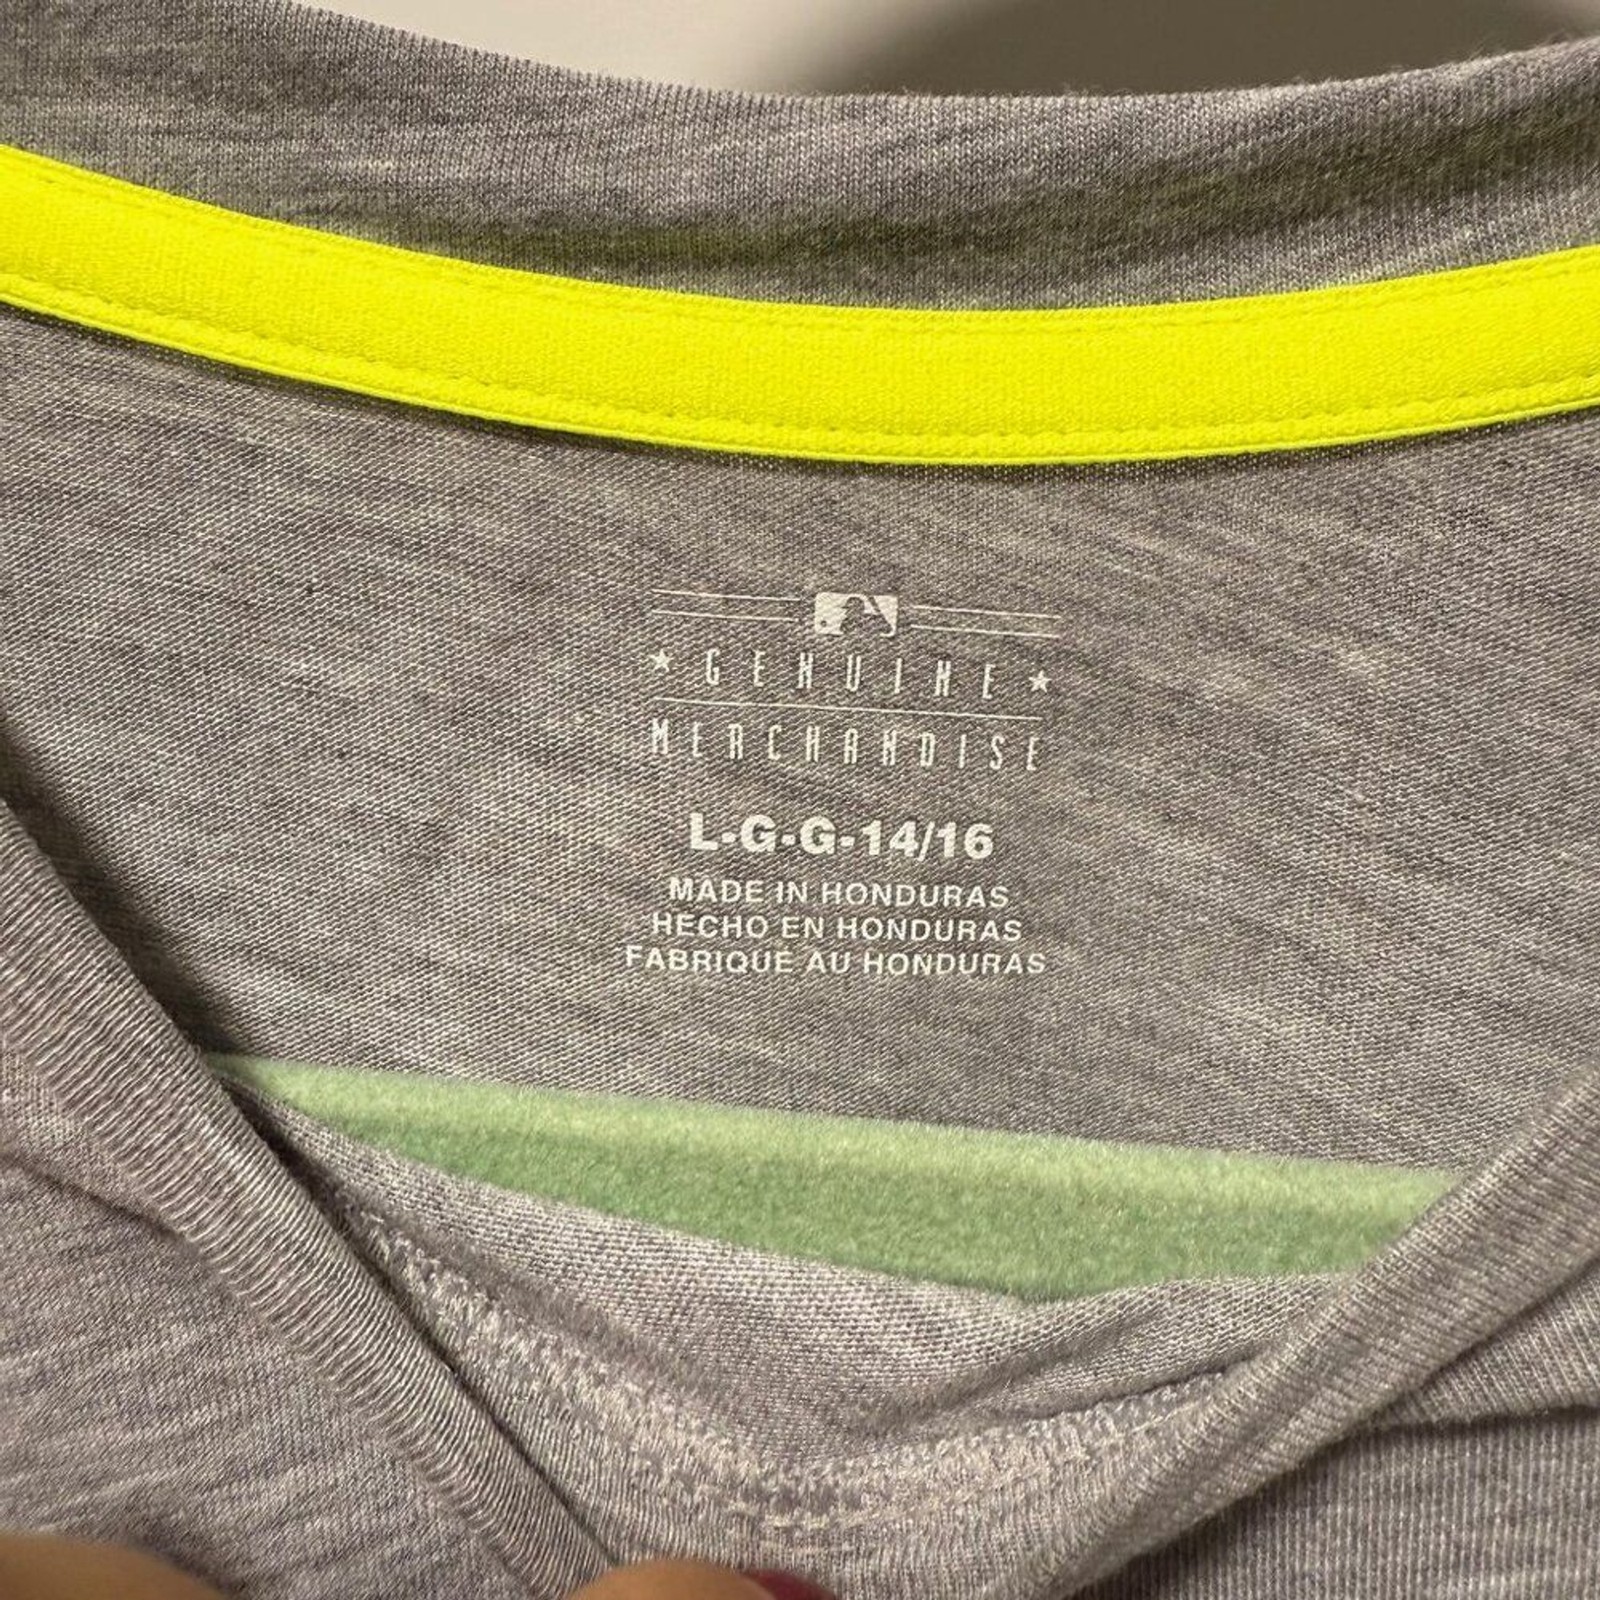 ★ GENUINE ★
MERCHANDISE
L-G-G-14/16
MADE IN HONDURAS
HECHO EN HONDURAS
FABRIQUE AU HONDURAS